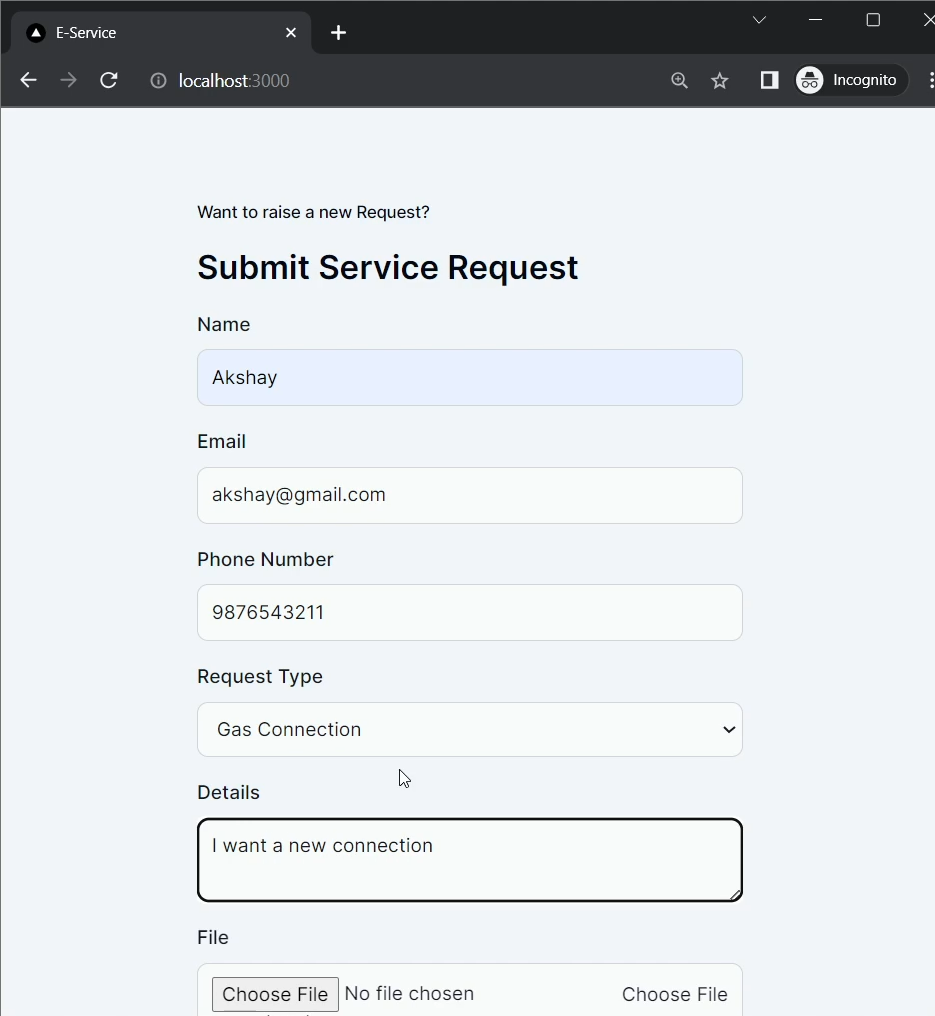 E-Service
localhost:3000
Incognito
Want to raise a new Request?
Submit Service Request
Name
Akshay
Email
akshay@gmail.com
Phone Number
9876543211
Request Type
Gas Connection
Details
I want a new connection
File
Choose File No file chosen Choose File